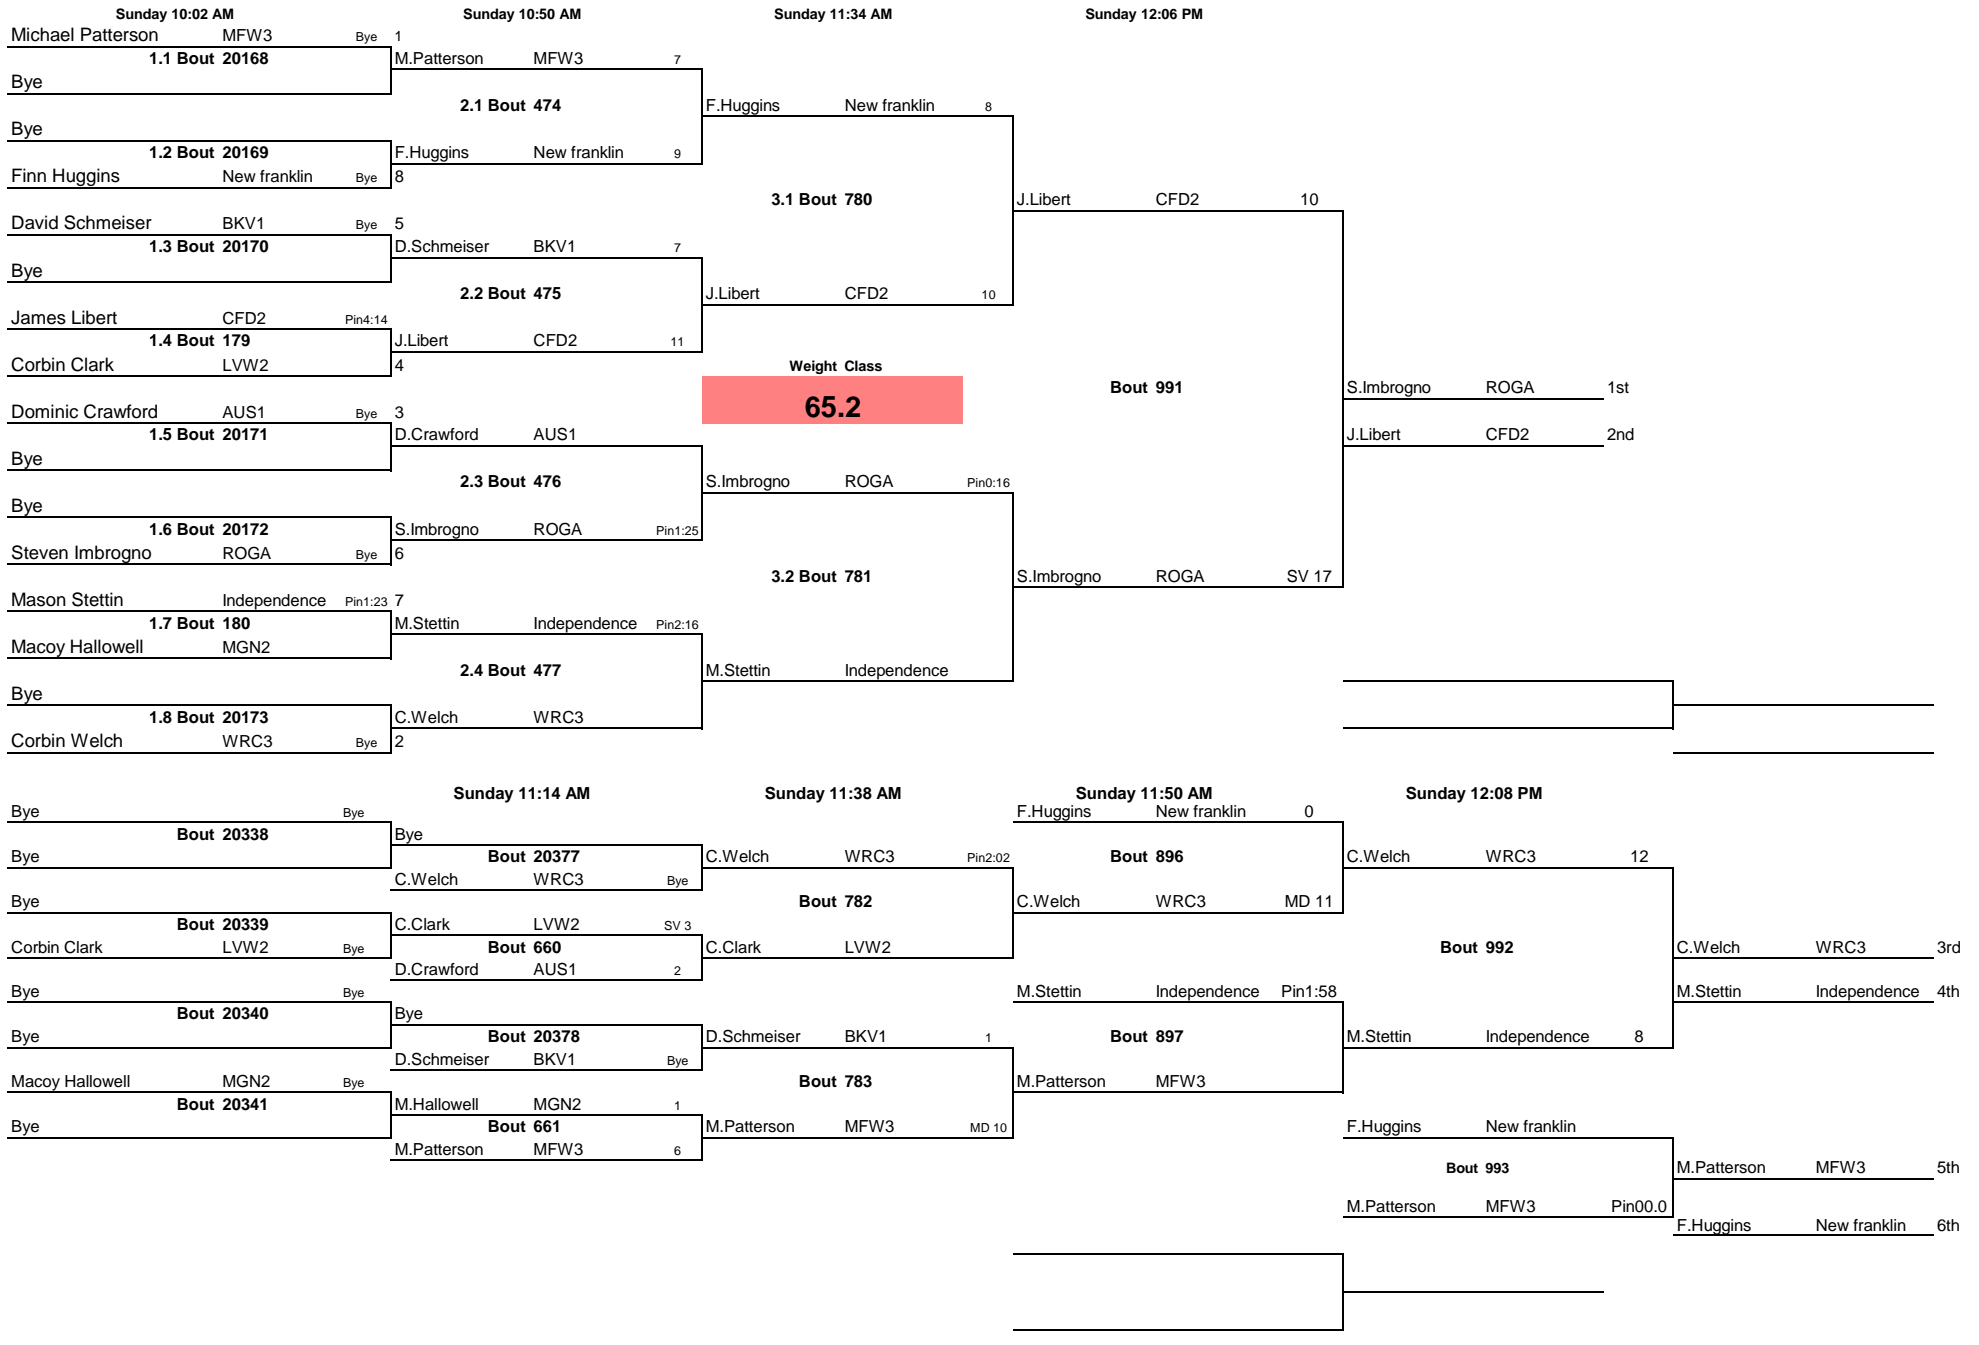 Sunday 10:02 AM Sunday 10:50 AM Sunday 11:34 AM Sunday 12:06 PM
Michael Patterson MFW3 Bye 1
1.1 Bout 20168 M.Patterson MFW3 7
Bye
2.1 Bout 474 F.Huggins New franklin 8
Bye
1.2 Bout 20169 F.Huggins New franklin 9
Finn Huggins New franklin Bye 8
3.1 Bout 780 J.Libert CFD2 10
David Schmeiser BKV1 Bye 5
1.3 Bout 20170 D.Schmeiser BKV1 7
Bye
2.2 Bout 475 J.Libert CFD2 10
James Libert CFD2 Pin4:14
1.4 Bout 179 J.Libert CFD2 11
Corbin Clark LVW2 4 Weight Class
Bout 991 S.Imbrogno ROGA 1st
65.2
Dominic Crawford AUS1 Bye 3
1.5 Bout 20171 D.Crawford AUS1 J.Libert CFD2 2nd
Bye
2.3 Bout 476 S.Imbrogno ROGA Pin0:16
Bye
1.6 Bout 20172 S.Imbrogno ROGA Pin1:25
Steven Imbrogno ROGA Bye 6
3.2 Bout 781 S.Imbrogno ROGA SV 17
Mason Stettin Independence Pin1:23 7
1.7 Bout 180 M.Stettin Independence Pin2:16
Macoy Hallowell MGN2
2.4 Bout 477 M.Stettin Independence
Bye
1.8 Bout 20173 C.Welch WRC3
Corbin Welch WRC3 Bye 2
Sunday 11:14 AM Sunday 11:38 AM Sunday 11:50 AM Sunday 12:08 PM
Bye Bye F.Huggins New franklin 0
Bout 20338 Bye
Bye Bout 20377 C.Welch WRC3 Pin2:02 Bout 896 C.Welch WRC3 12
C.Welch WRC3 Bye
Bye Bout 782 C.Welch WRC3 MD 11
Bout 20339 C.Clark LVW2 SV 3
Corbin Clark LVW2 Bye Bout 660 C.Clark LVW2 Bout 992 C.Welch WRC3 3rd
D.Crawford AUS1 2
Bye Bye M.Stettin Independence Pin1:58 M.Stettin Independence 4th
Bout 20340 Bye
Bye Bout 20378 D.Schmeiser BKV1 1 Bout 897 M.Stettin Independence 8
D.Schmeiser BKV1 Bye
Macoy Hallowell MGN2 Bye Bout 783 M.Patterson MFW3
Bout 20341 M.Hallowell MGN2 1
Bye Bout 661 M.Patterson MFW3 MD 10 F.Huggins New franklin
M.Patterson MFW3 6
Bout 993 M.Patterson MFW3 5th
M.Patterson MFW3 Pin00.0
F.Huggins New franklin 6th